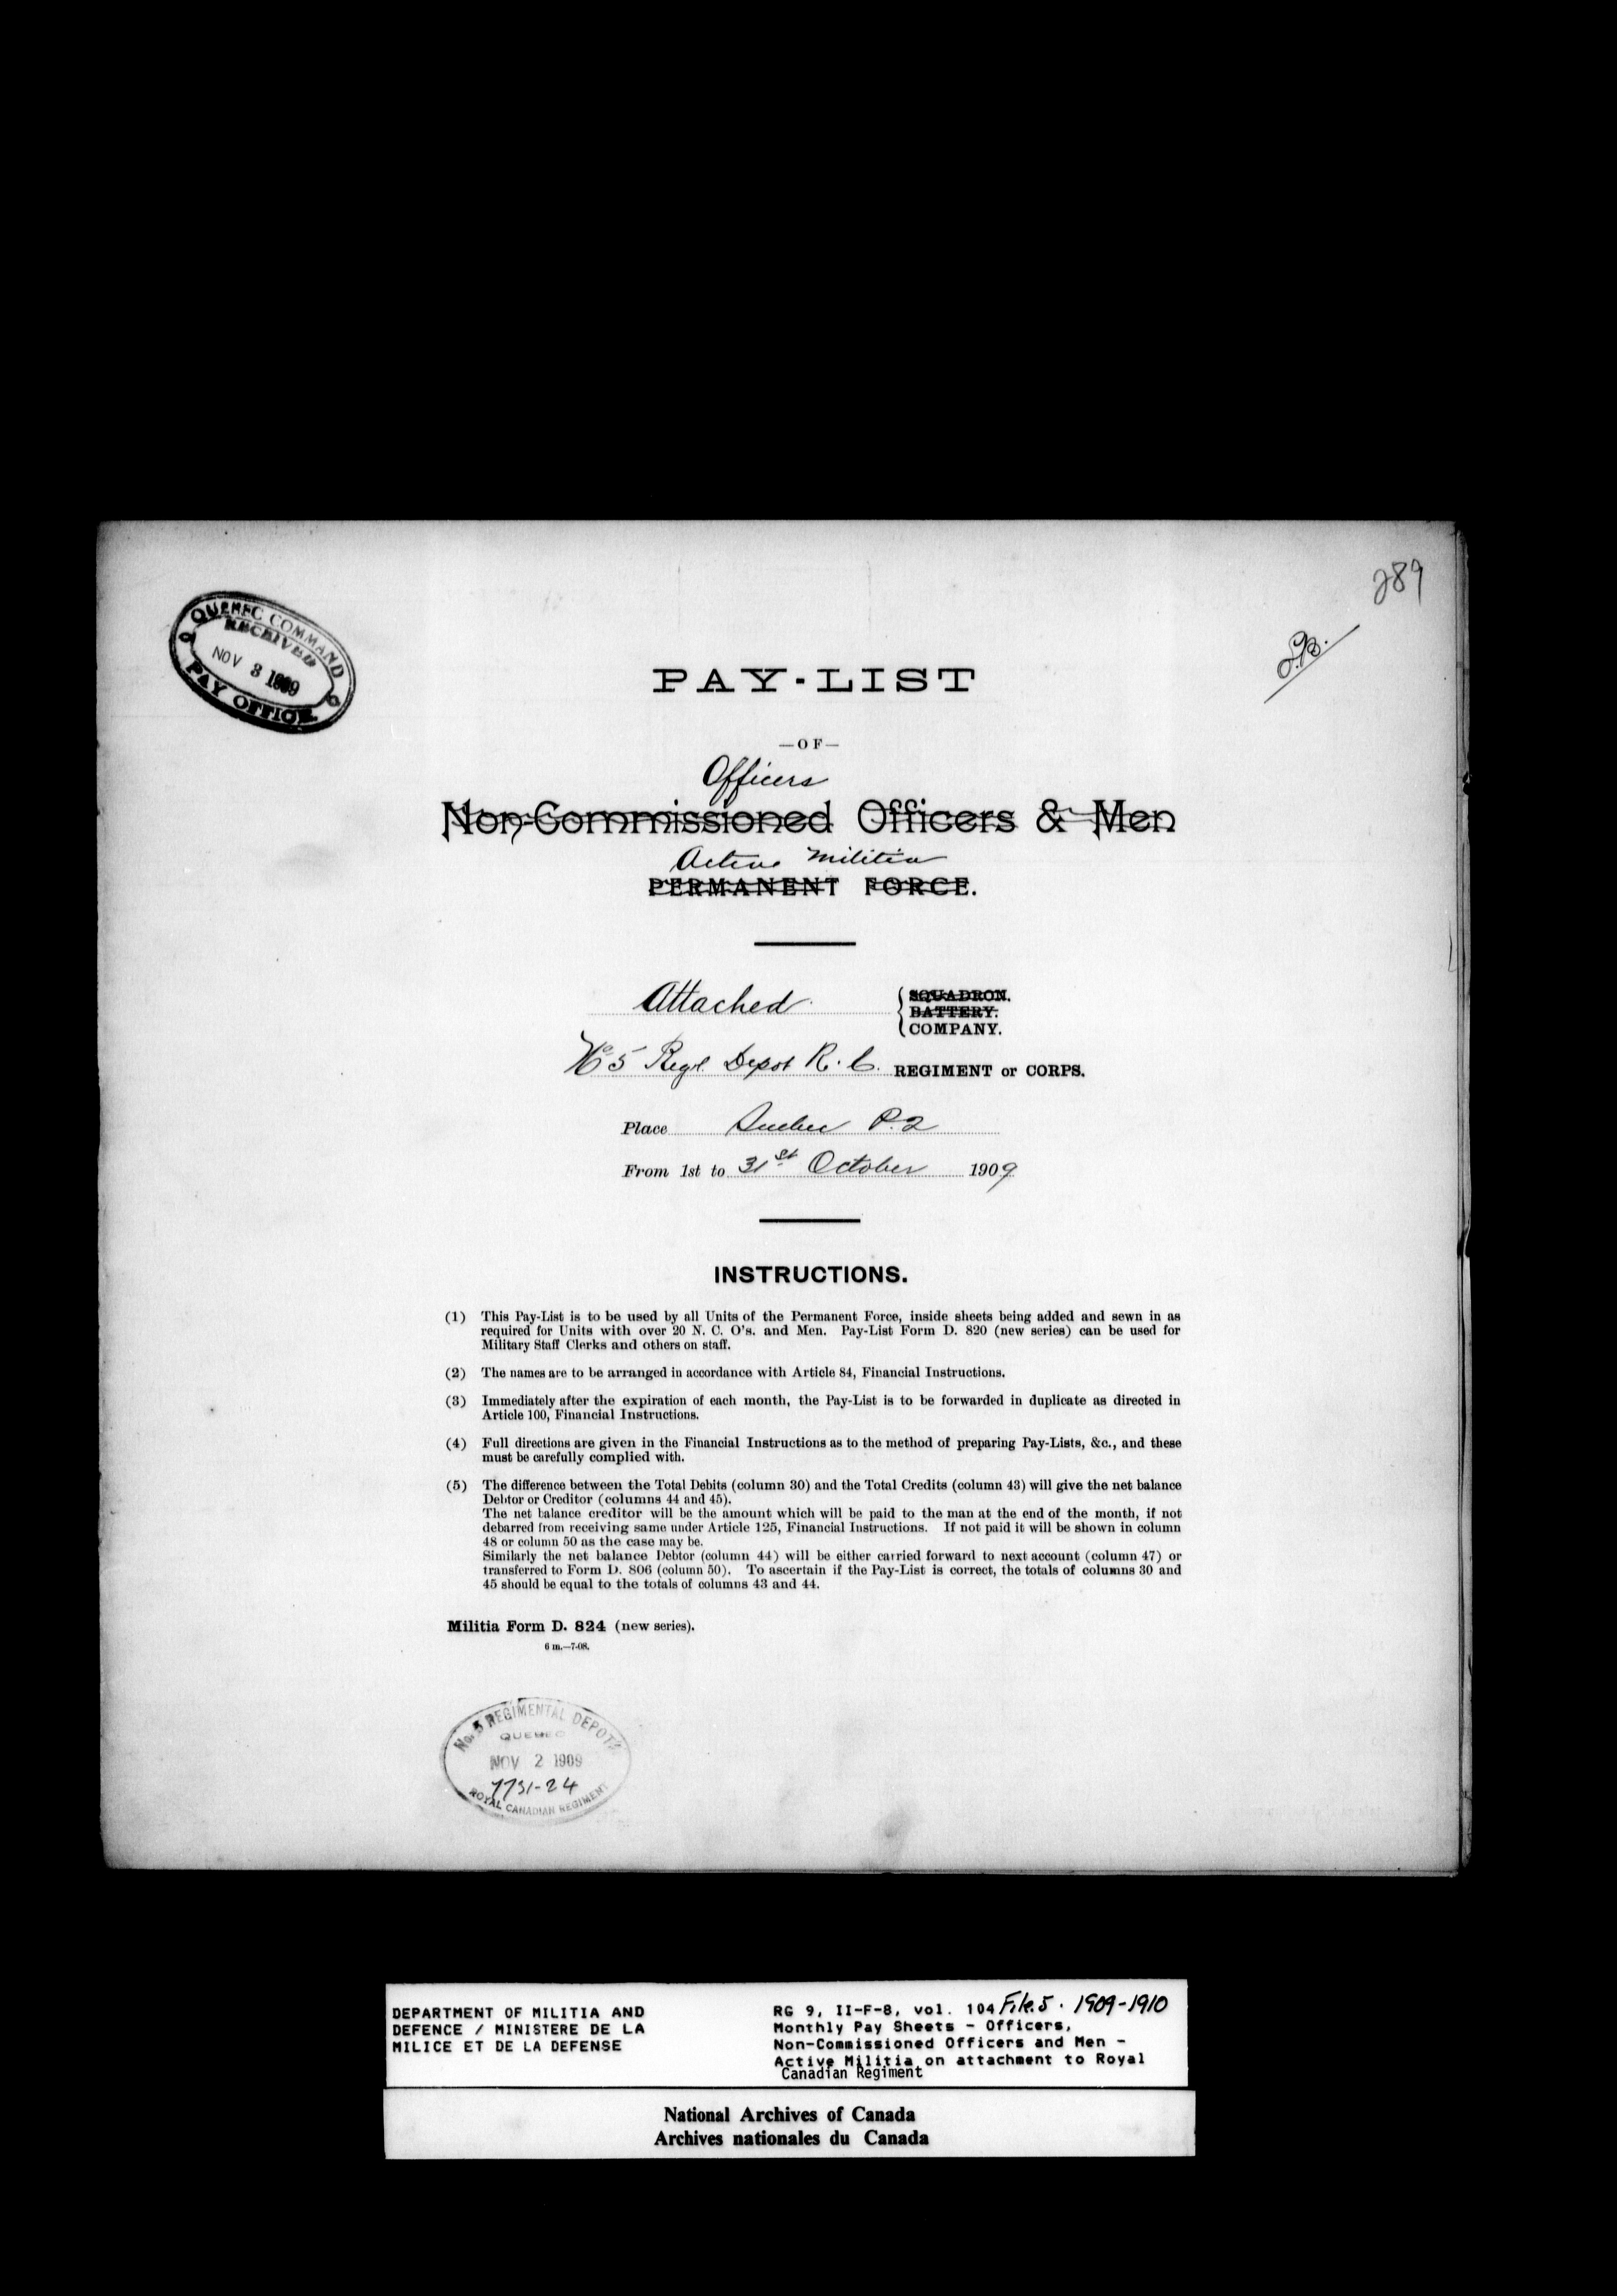 289
QUEBEC COMMAND
RECEIVED
NOV 3 1909
PAY OFFICE
PAY-LIST
—OF—
Officers
Non-Commissioned Officers & Men
Active Militia
PERMANENT FORCE.
Attached
SQUADRON.
BATTERY.
COMPANY.
No 5 Regl Depot R. C. REGIMENT or CORPS.
Place Quebec P.Q
From 1st to 31st October 1909
INSTRUCTIONS.
(1) This Pay-List is to be used by all Units of the Permanent Force, inside sheets being added and sewn in as
required for Units with over 20 N. C. O's. and Men. Pay-List Form D. 820 (new series) can be used for
Military Staff Clerks and others on staff.
(2) The names are to be arranged in accordance with Article 84, Financial Instructions.
(3) Immediately after the expiration of each month, the Pay-List is to be forwarded in duplicate as directed in
Article 100, Financial Instructions.
(4) Full directions are given in the Financial Instructions as to the method of preparing Pay-Lists, &c., and these
must be carefully complied with.
(5) The difference between the Total Debits (column 30) and the Total Credits (column 43) will give the net balance
Debtor or Creditor (columns 44 and 45).
The net balance creditor will be the amount which will be paid to the man at the end of the month, if not
debarred from receiving same under Article 125, Financial Instructions. If not paid it will be shown in column
48 or column 50 as the case may be.
Similarly the net balance Debtor (column 44) will be either carried forward to next account (column 47) or
transferred to Form D. 806 (column 50). To ascertain if the Pay-List is correct, the totals of columns 30 and
45 should be equal to the totals of columns 43 and 44.
Militia Form D. 824 (new series).
6 m.—7-08.
No. 5 REGIMENTAL DEPOT
QUEBEC
NOV 2 1909
7731-24
ROYAL CANADIAN REGIMENT
DEPARTMENT OF MILITIA AND
DEFENCE / MINISTERE DE LA
MILICE ET DE LA DEFENSE
RG 9, II-F-8, vol. 104 File.5. 1909-1910
Monthly Pay Sheets - Officers,
Non-Commissioned Officers and Men -
Active Militia on attachment to Royal
Canadian Regiment
National Archives of Canada
Archives nationales du Canada